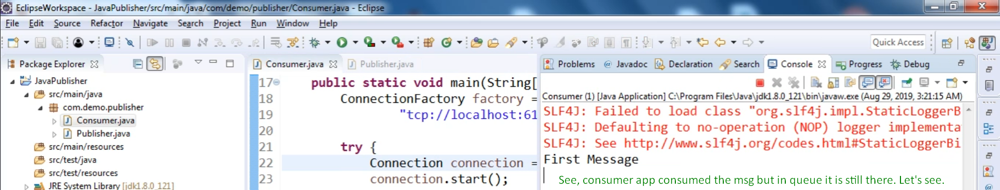 EclipseWorkspace - JavaPublisher/src/main/java/com/demo/publisher/Consumer.java - Eclipse
File Edit Source Refactor Navigate Search Project Run Window Help
Quick Access
Package Explorer
JavaPublisher
src/main/java
com.demo.publisher
Consumer.java
Publisher.java
src/main/resources
src/test/java
src/test/resources
JRE System Library [jdk1.8.0_121]
Consumer.java Publisher.java
17 public static void main(String[
18 ConnectionFactory factory =
19 "tcp://localhost:61
20
21 try {
22 Connection connection =
23 connection.start();
Problems @ Javadoc Declaration Search Console Progress Debug
Consumer (1) [Java Application] C:\Program Files\Java\jdk1.8.0_121\bin\javaw.exe (Aug 29, 2019, 3:21:15 AM)
SLF4J: Failed to load class "org.slf4j.impl.StaticLoggerB
SLF4J: Defaulting to no-operation (NOP) logger implementa
SLF4J: See http://www.slf4j.org/codes.html#StaticLoggerBi
First Message
See, consumer app consumed the msg but in queue it is still there. Let's see.